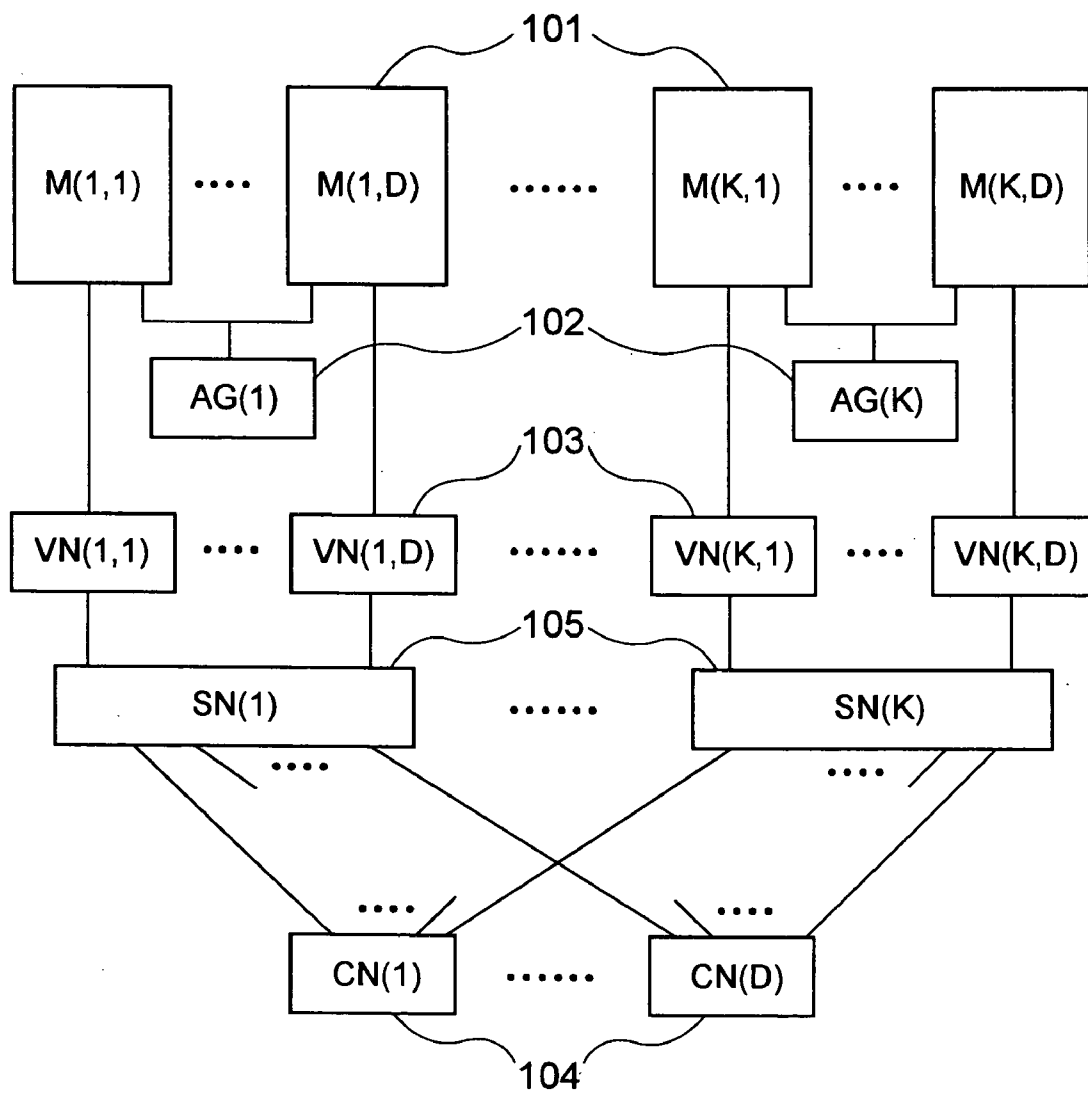 101
M(1,1) •••• M(1,D) •••••• M(K,1) •••• M(K,D)
102
AG(1) AG(K)
103
VN(1,1) •••• VN(1,D) •••••• VN(K,1) •••• VN(K,D)
105
SN(1) •••••• SN(K)
•••• ••••
•••• ••••
CN(1) •••••• CN(D)
104